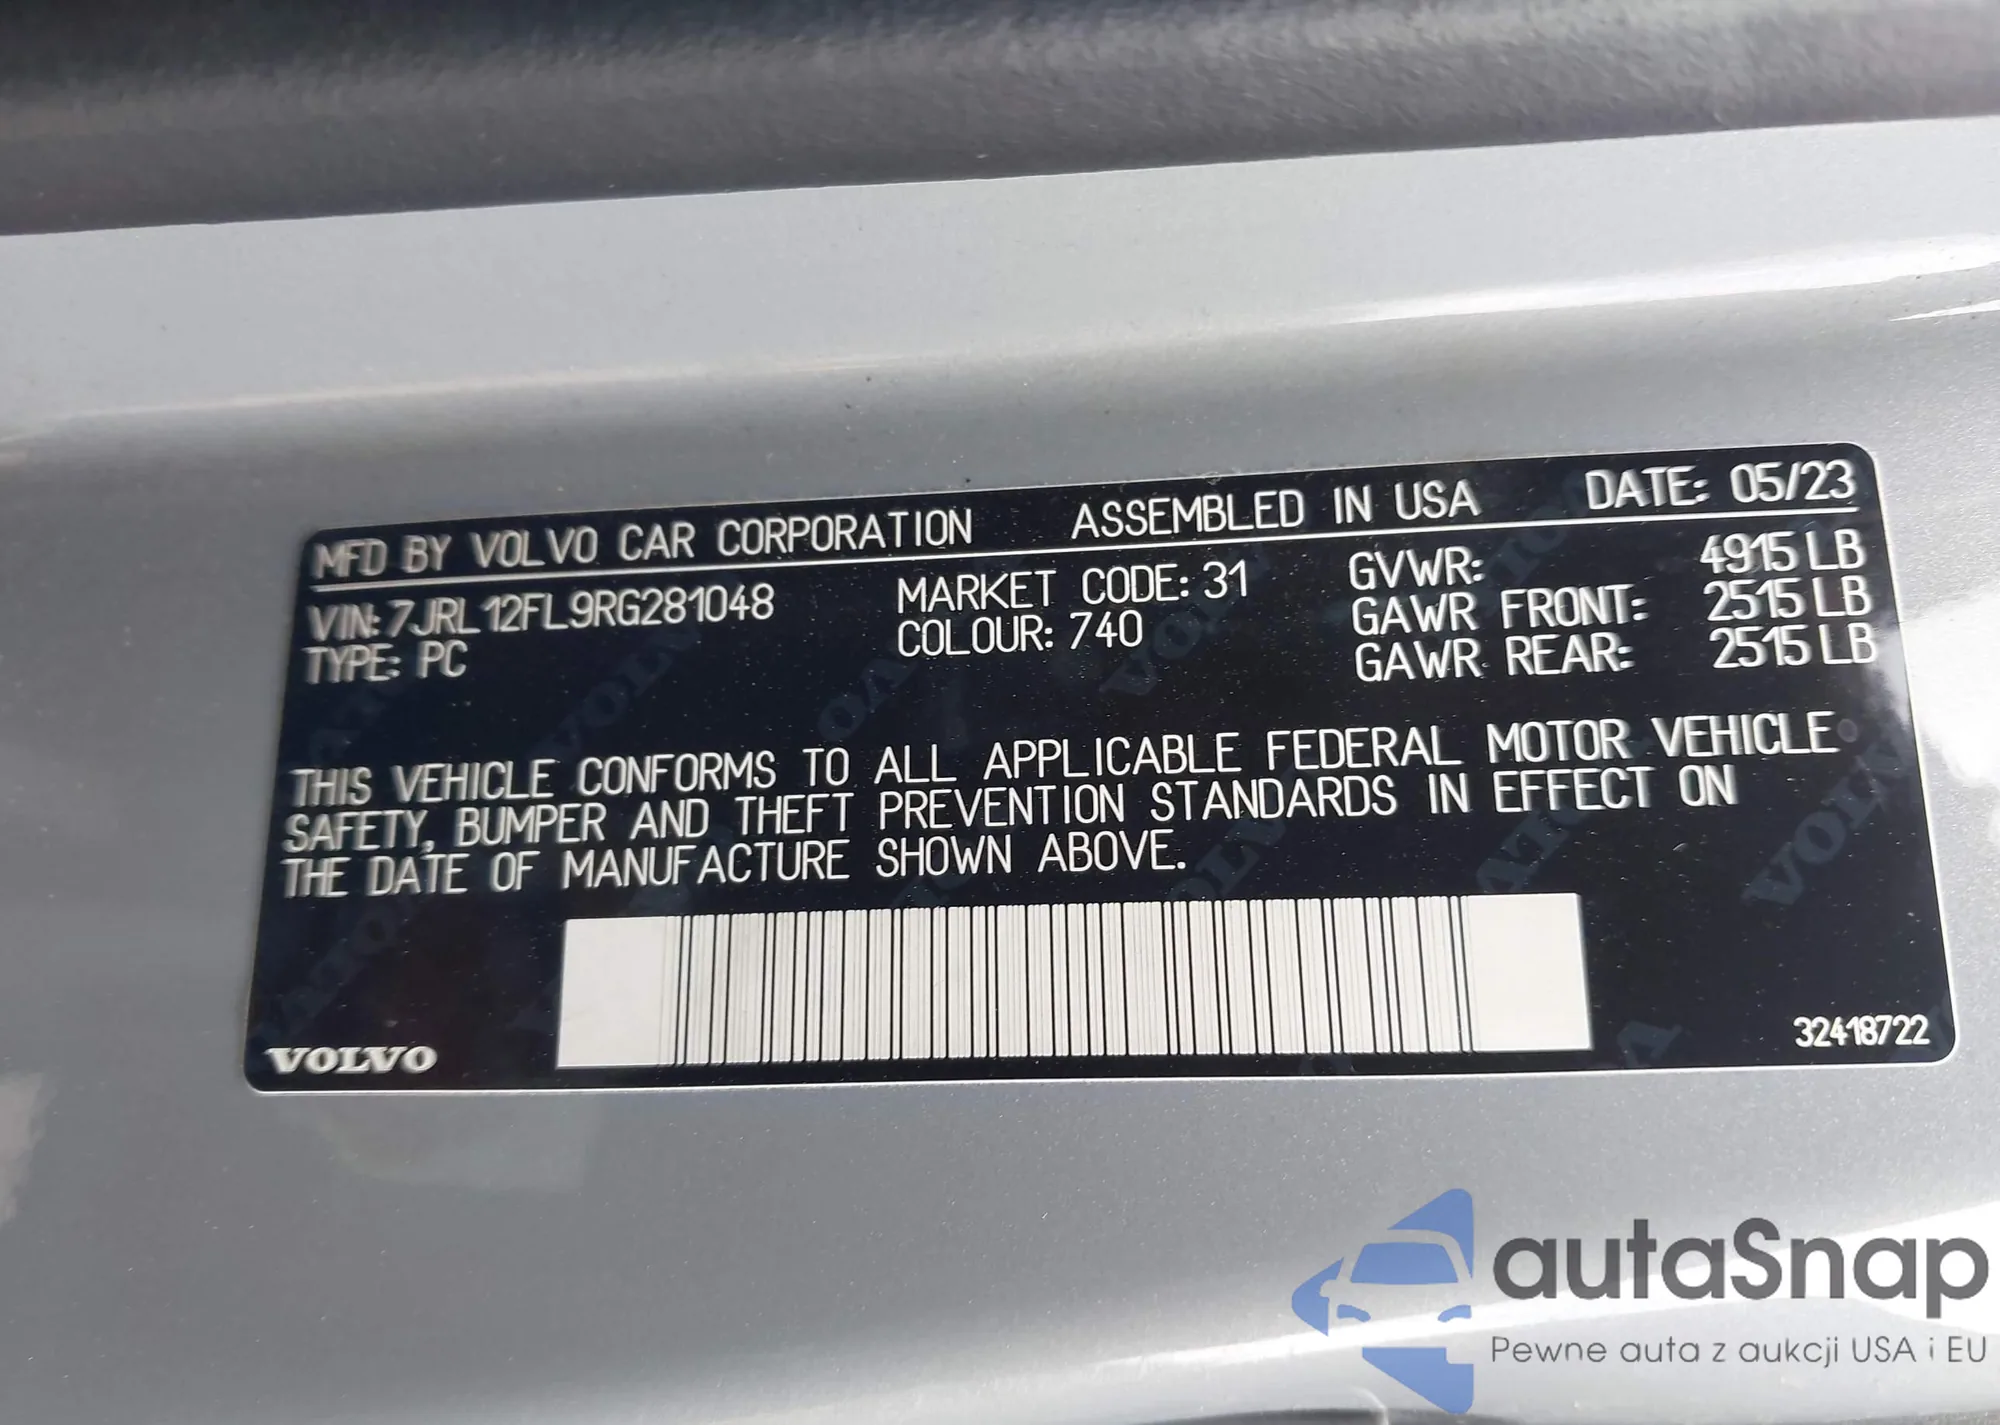 MFD BY VOLVO CAR CORPORATION ASSEMBLED IN USA DATE: 05/23
VIN: 7JRL12FL9RG281048 MARKET CODE: 31 GVWR: 4915 LB
TYPE: PC COLOUR: 740 GAWR FRONT: 2515 LB
GAWR REAR: 2515 LB
THIS VEHICLE CONFORMS TO ALL APPLICABLE FEDERAL MOTOR VEHICLE
SAFETY, BUMPER AND THEFT PREVENTION STANDARDS IN EFFECT ON
THE DATE OF MANUFACTURE SHOWN ABOVE.
VOLVO 32418722
autaSnap
Pewne auta z aukcji USA i EU